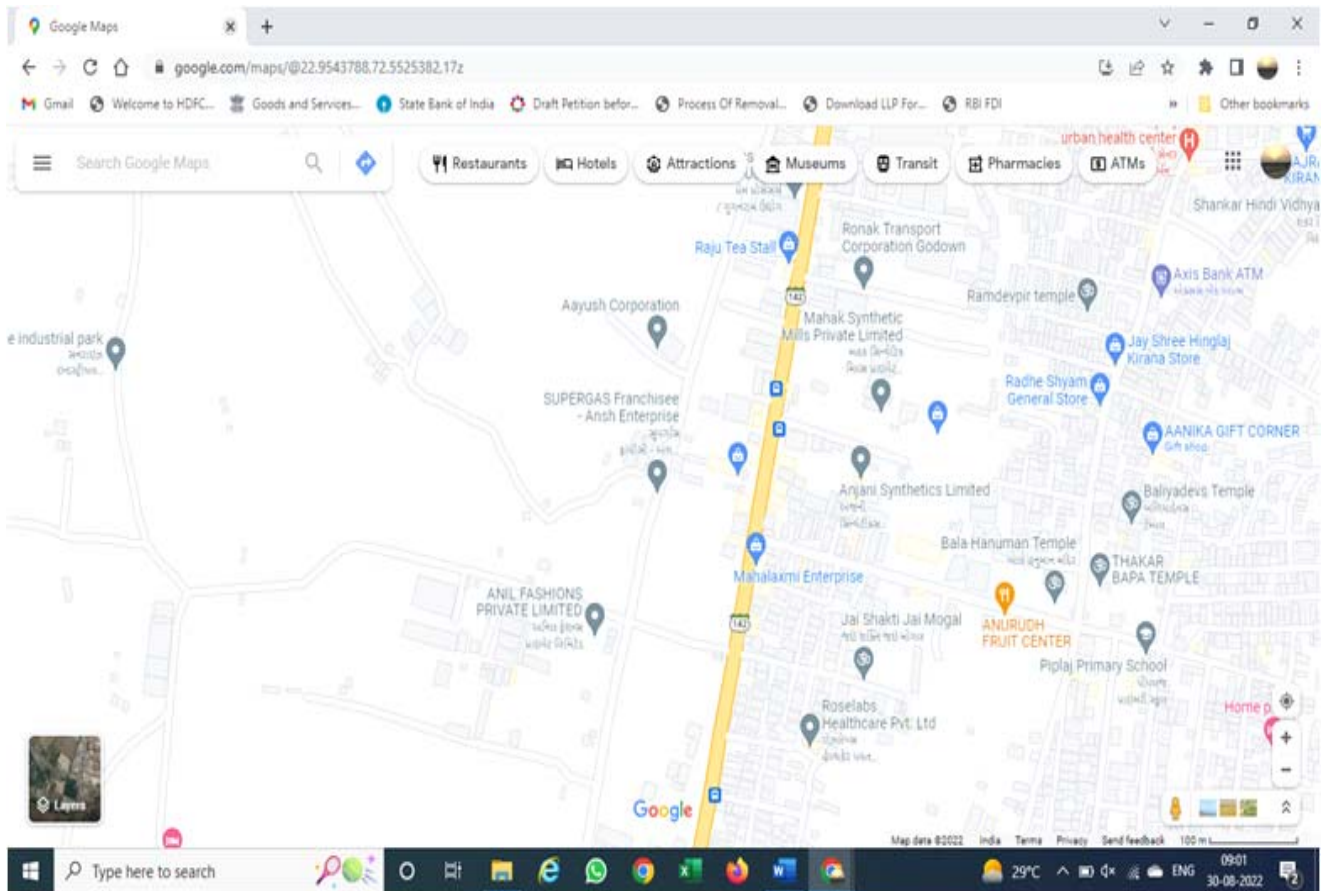 Google Maps
google.com/maps/@22.9543788,72.5525382,17z
Gmail
Welcome to HDFC...
Goods and Services...
State Bank of India
Draft Petition befor...
Process Of Removal...
Download LLP For...
RBI FDI
Other bookmarks
Search Google Maps
Restaurants
Hotels
Attractions
Museums
Transit
Pharmacies
ATMs
urban health center
KIRAN
Shankar Hindi Vidhya
Raju Tea Stall
Ronak Transport
Corporation Godown
Axis Bank ATM
Ramdevpir temple
142
Aayush Corporation
Mahak Synthetic
Mills Private Limited
e industrial park
Jay Shree Hinglaj
Kirana Store
Radhe Shyam
General Store
SUPERGAS Franchisee
- Ansh Enterprise
AANIKA GIFT CORNER
Gift shop
Anjani Synthetics Limited
Baliyadevs Temple
Bala Hanuman Temple
THAKAR
BAPA TEMPLE
Mahalaxmi Enterprise
ANIL FASHIONS
PRIVATE LIMITED
142
Jai Shakti Jai Mogal
ANURUDH
FRUIT CENTER
Piplaj Primary School
Roselabs
Healthcare Pvt. Ltd
Home p
Layers
Google
Map data ©2022 India Terms Privacy Send feedback 100 m
Type here to search
29°C
ENG
09:01
30-08-2022
2